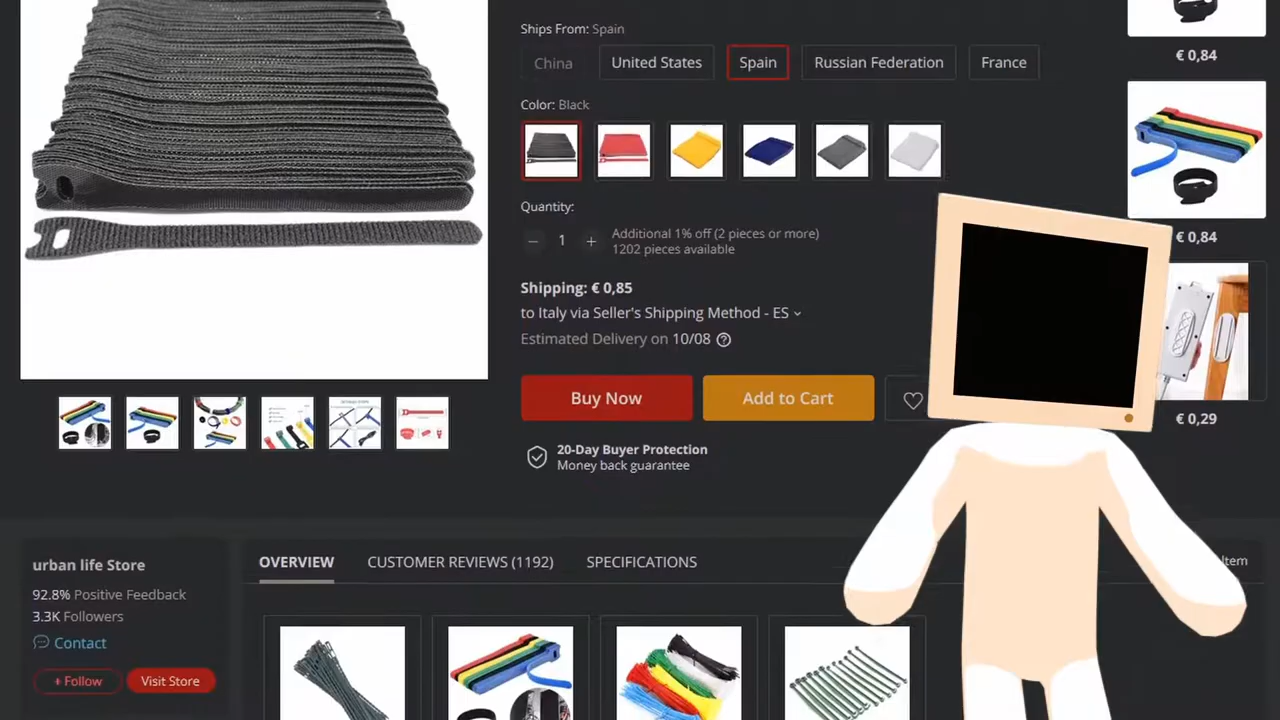 Ships From: Spain
China
United States
Spain
Russian Federation
France
Color: Black
Quantity:
1
Additional 1% off (2 pieces or more)
1202 pieces available
Shipping: € 0,85
to Italy via Seller's Shipping Method - ES
Estimated Delivery on 10/08
Buy Now
Add to Cart
20-Day Buyer Protection
Money back guarantee
€ 0,84
€ 0,84
€ 0,29
urban life Store
92.8% Positive Feedback
3.3K Followers
Contact
+ Follow
Visit Store
OVERVIEW
CUSTOMER REVIEWS (1192)
SPECIFICATIONS
Item